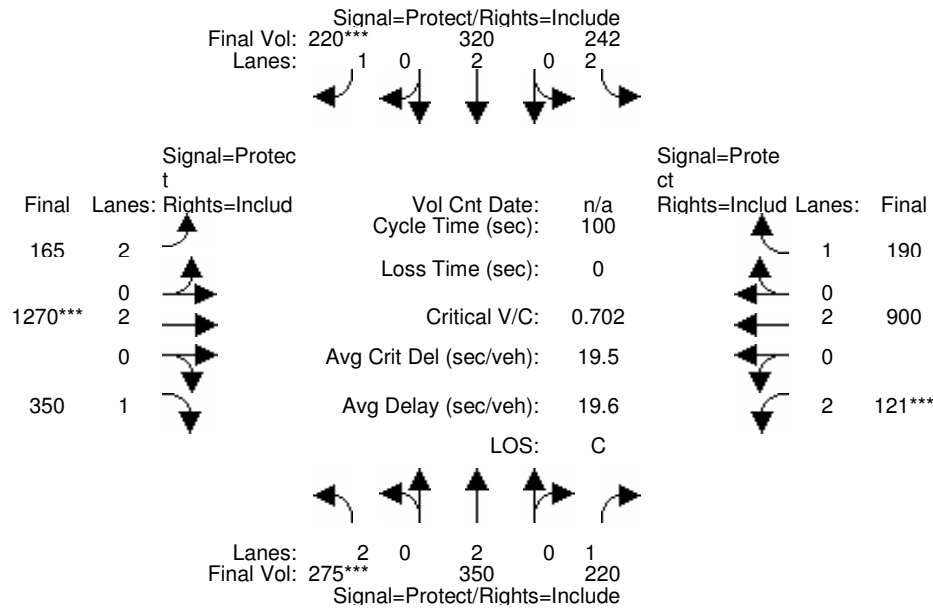 Signal=Protect/Rights=Include
Final Vol: 220*** 320 242
Lanes: 1 0 2 0 2
Signal=Protec
t
Signal=Prote
ct
Final Lanes: Rights=Includ Vol Cnt Date: n/a Rights=Includ Lanes: Final
Cycle Time (sec): 100
165 2 1 190
Loss Time (sec): 0
0 0
1270*** 2 Critical V/C: 0.702 2 900
0 Avg Crit Del (sec/veh): 19.5 0
350 1 Avg Delay (sec/veh): 19.6 2 121***
LOS: C
Lanes: 2 0 2 0 1
Final Vol: 275*** 350 220
Signal=Protect/Rights=Include